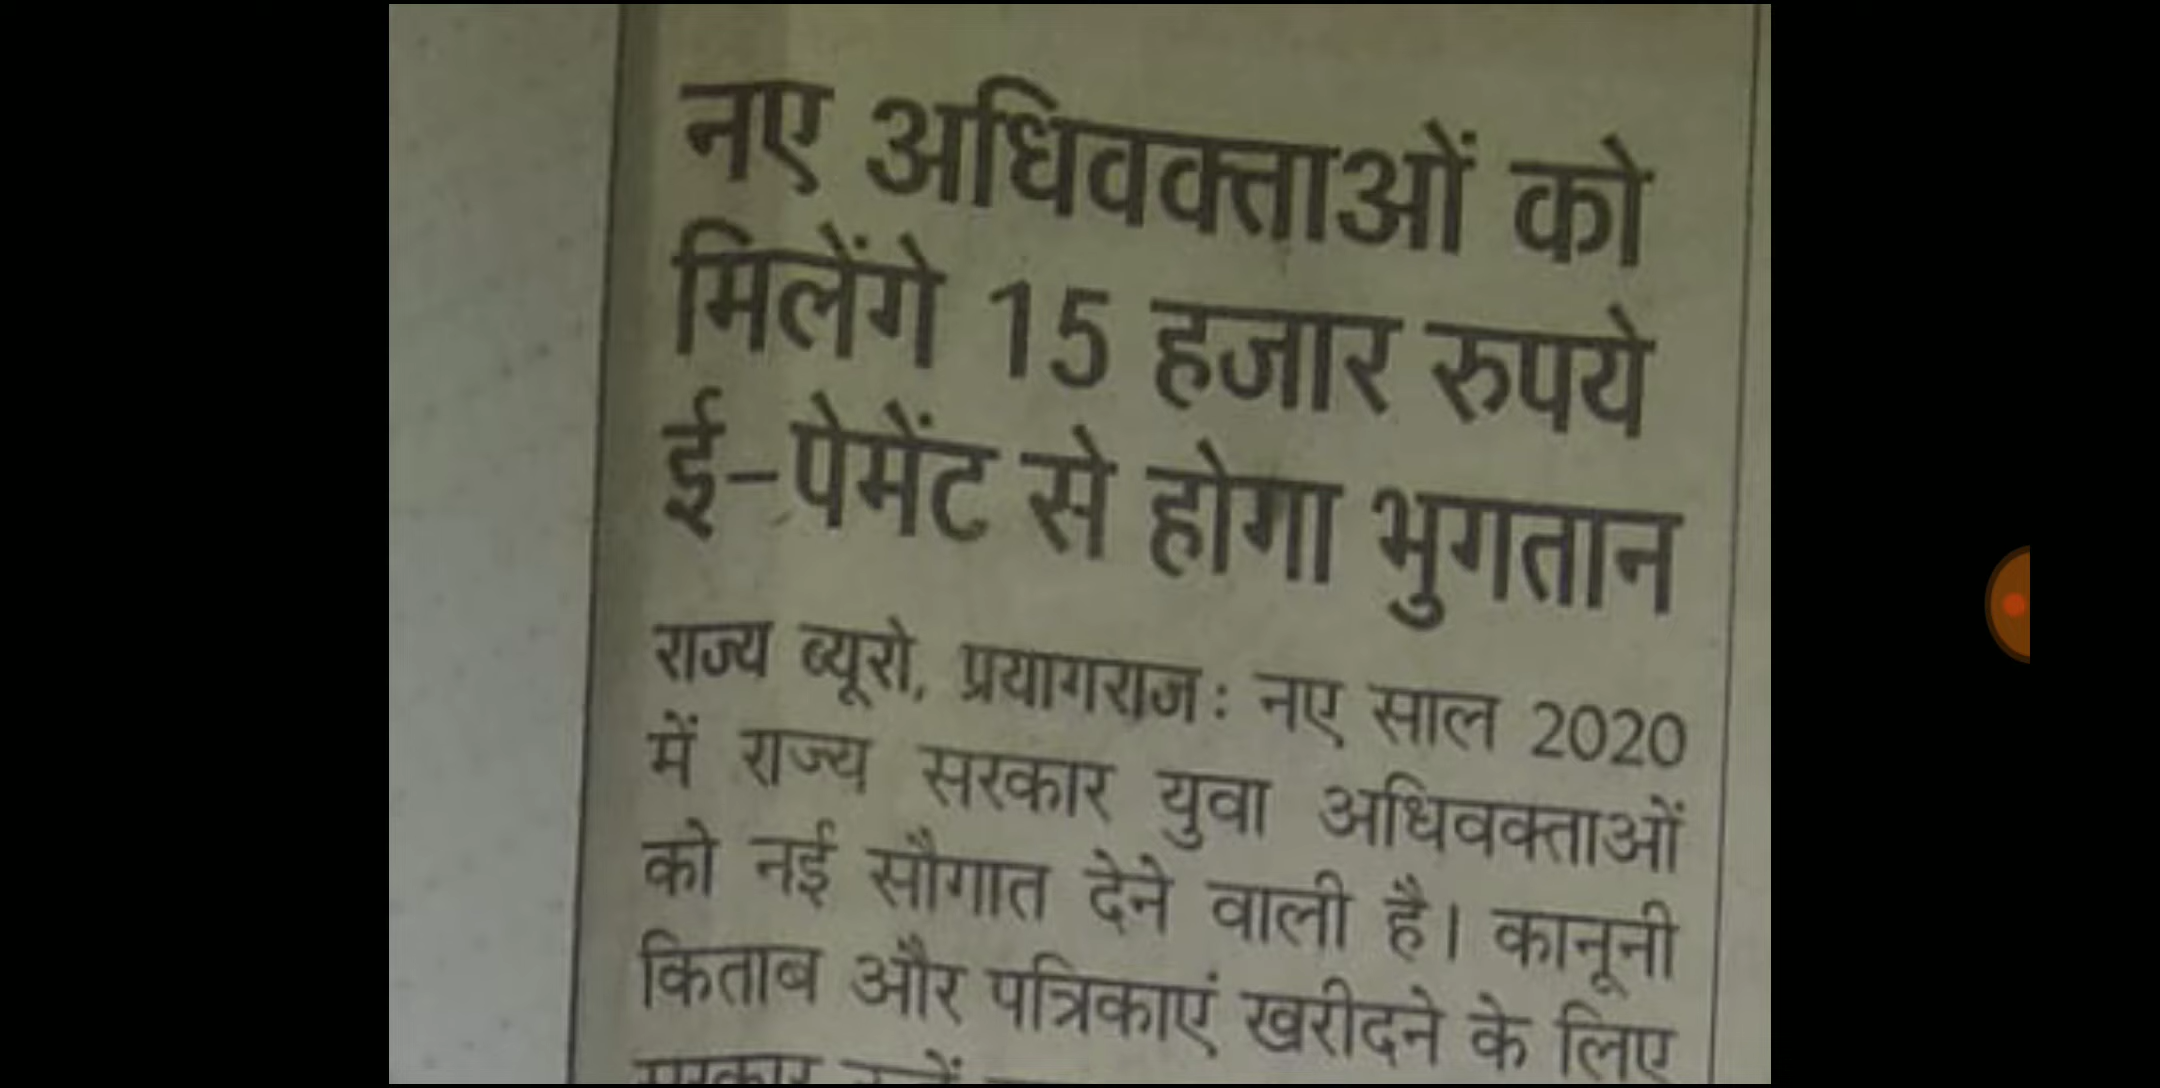 नए अधिवक्ताओं को
मिलेंगे 15 हजार रुपये
ई-पेमेंट से होगा भुगतान
राज्य ब्यूरो, प्रयागराज : नए साल 2020
में राज्य सरकार युवा अधिवक्ताओं
को नई सौगात देने वाली है। कानूनी
किताब और पत्रिकाएं खरीदने के लिए